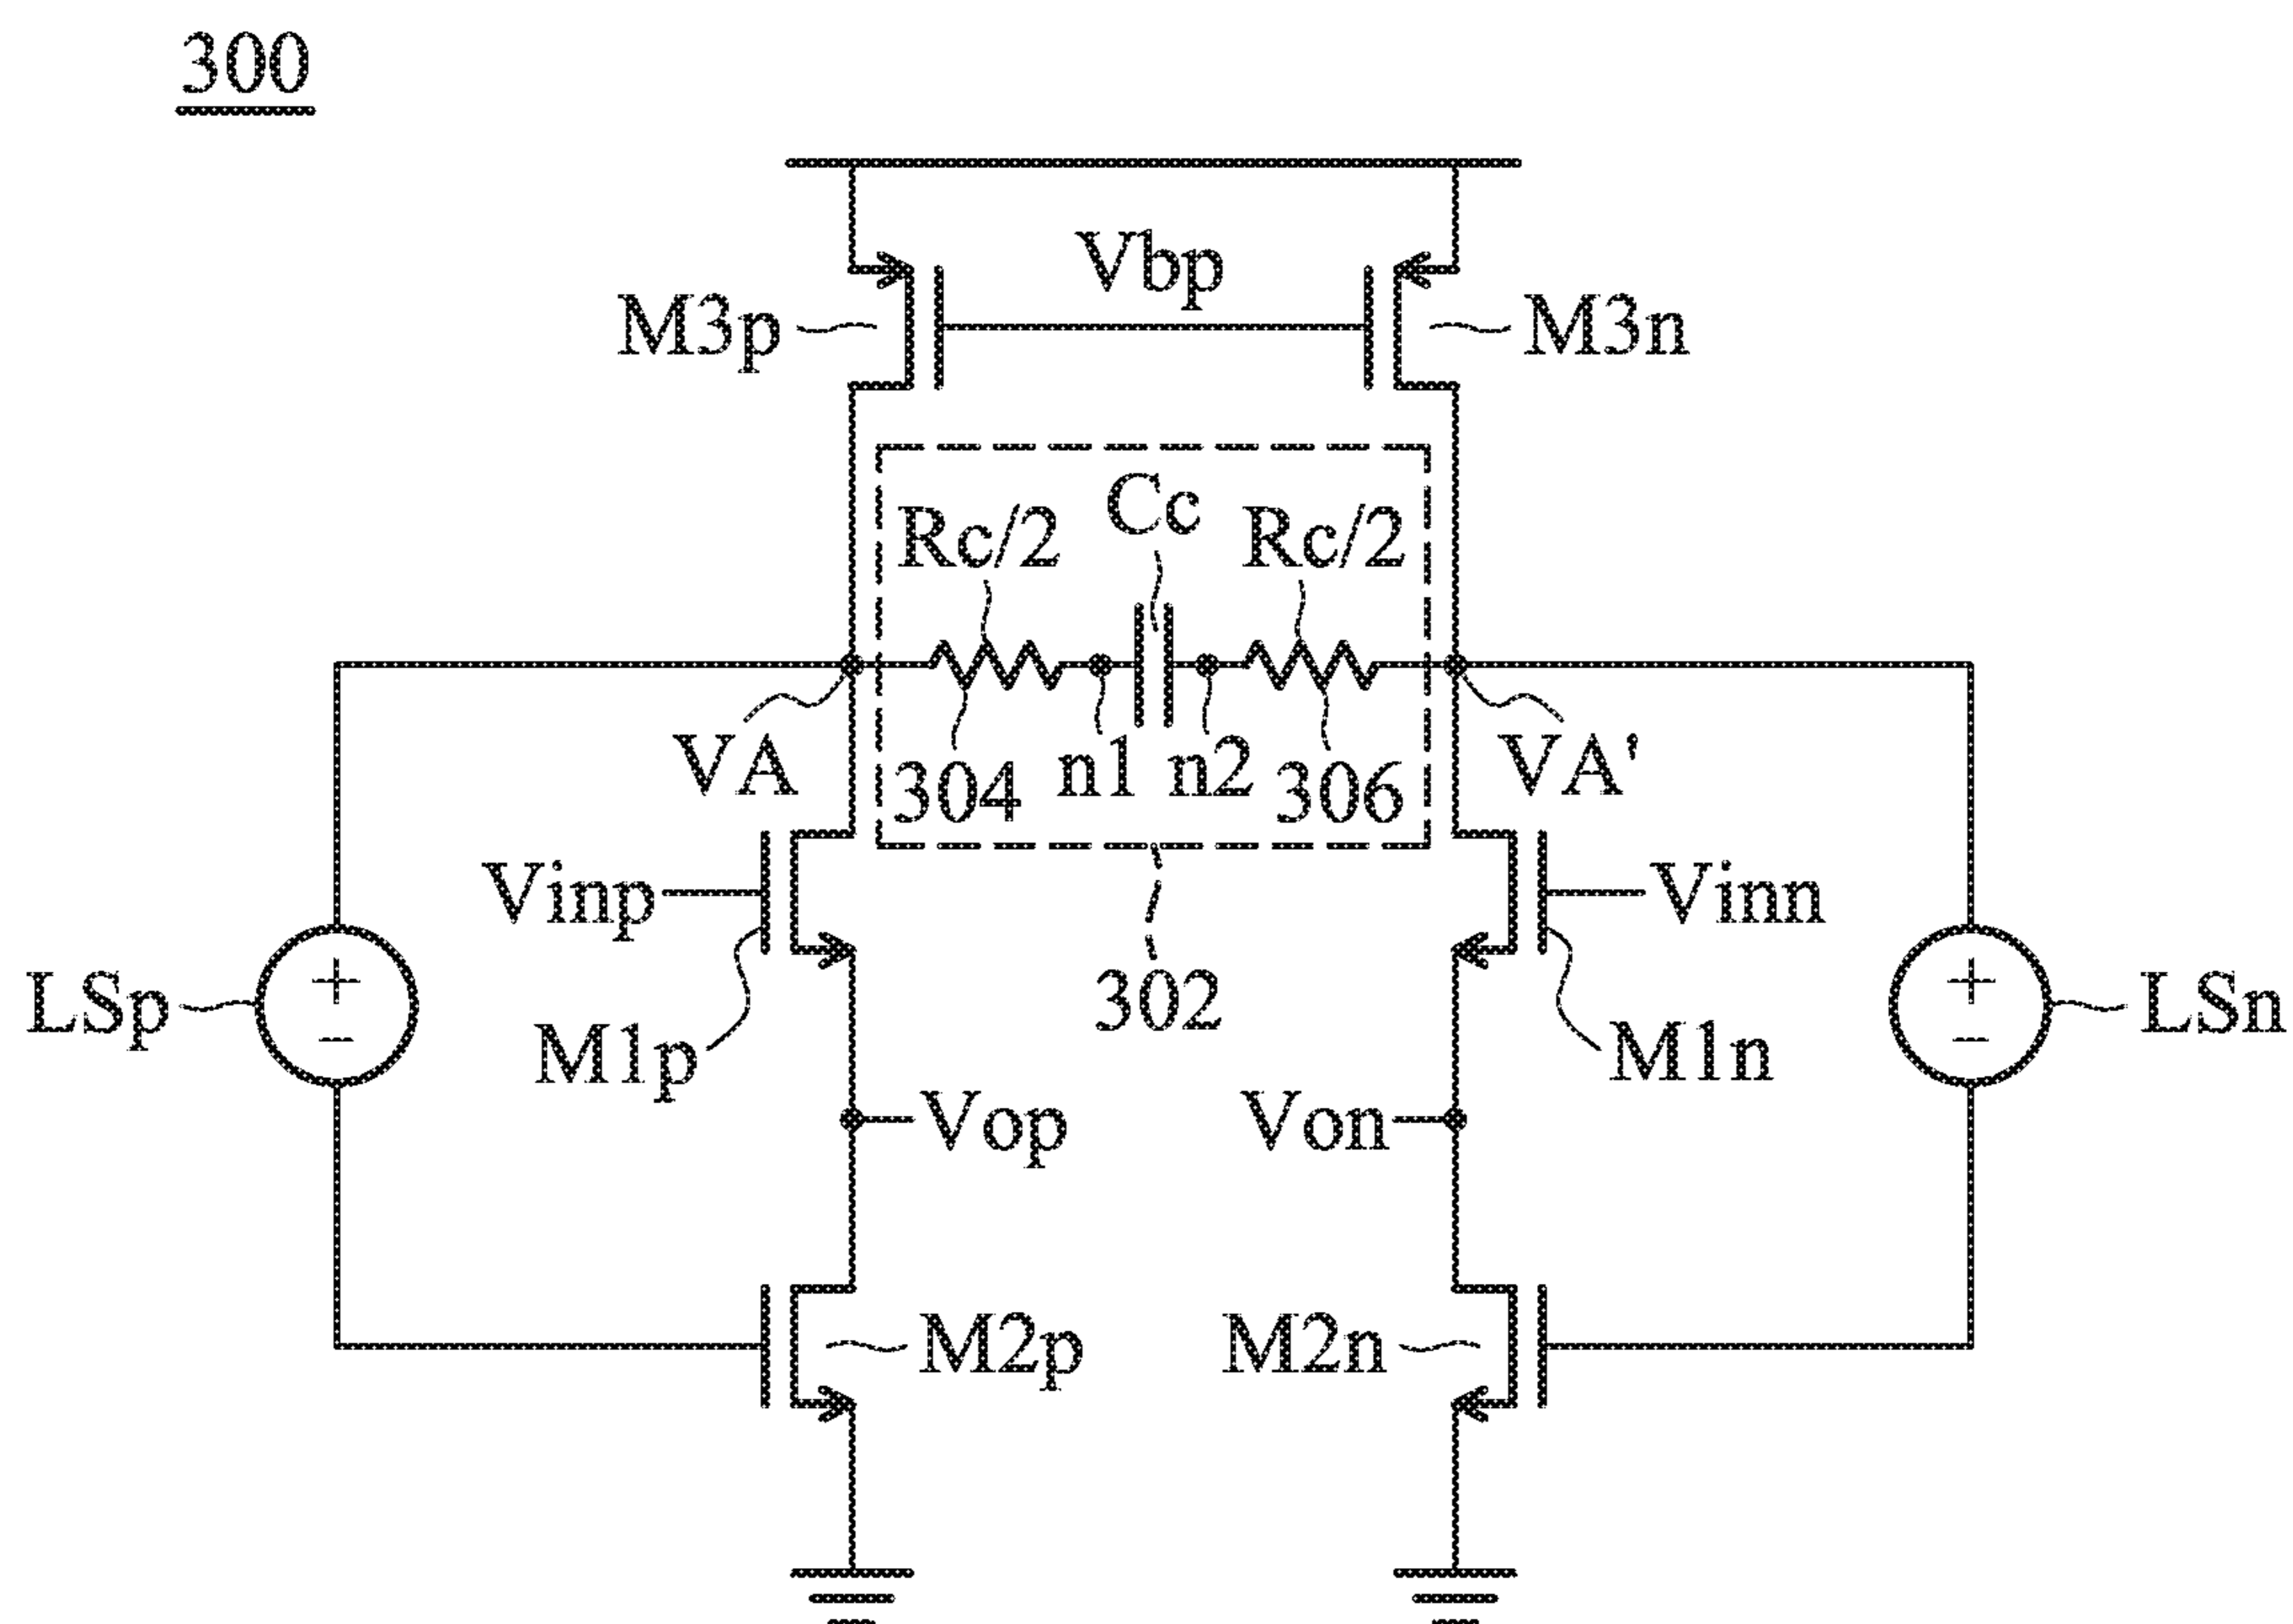 300
Vbp
M3p
M3n
Cc
Rc/2
Rc/2
VA
304
n1
n2
306
VA'
Vinp
Vinn
302
LSp
+
−
M1p
M1n
+
−
LSn
Vop
Von
M2p
M2n